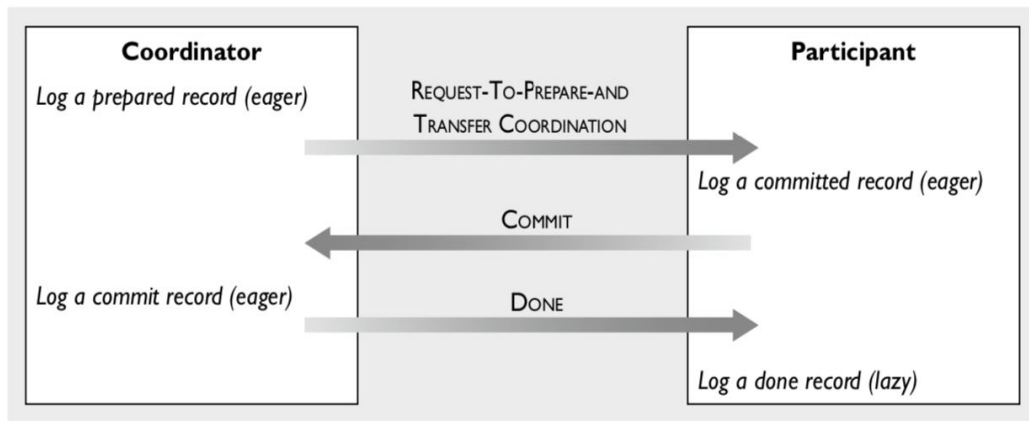 Coordinator
Participant
Log a prepared record (eager)
REQUEST-TO-PREPARE-AND
TRANSFER COORDINATION
Log a committed record (eager)
COMMIT
Log a commit record (eager)
DONE
Log a done record (lazy)